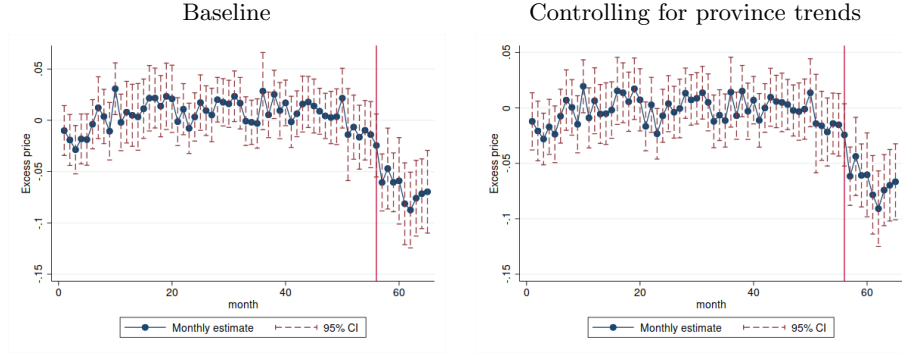 Baseline
Controlling for province trends
Excess price
.05
0
-.05
-.1
-.15
0
20
40
60
month
Monthly estimate
95% CI
Excess price
.05
0
-.05
-.1
-.15
0
20
40
60
month
Monthly estimate
95% CI